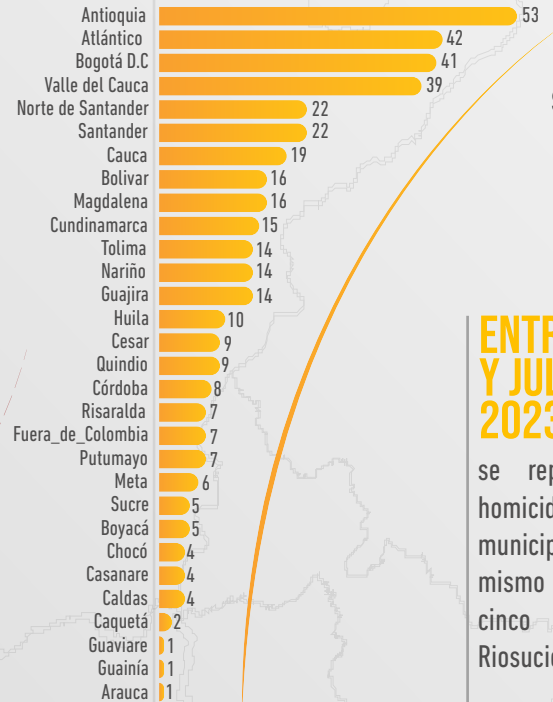 Antioquia 53
Atlántico 42
Bogotá D.C 41
Valle del Cauca 39
Norte de Santander 22
Santander 22
Cauca 19
Bolivar 16
Magdalena 16
Cundinamarca 15
Tolima 14
Nariño 14
Guajira 14
Huila 10
Cesar 9
Quindio 9
Córdoba 8
Risaralda 7
Fuera_de_Colombia 7
Putumayo 7
Meta 6
Sucre 5
Boyacá 5
Chocó 4
Casanare 4
Caldas 4
Caquetá 2
Guaviare 1
Guainía 1
Arauca 1
Y
2023
se
mismo
cinco